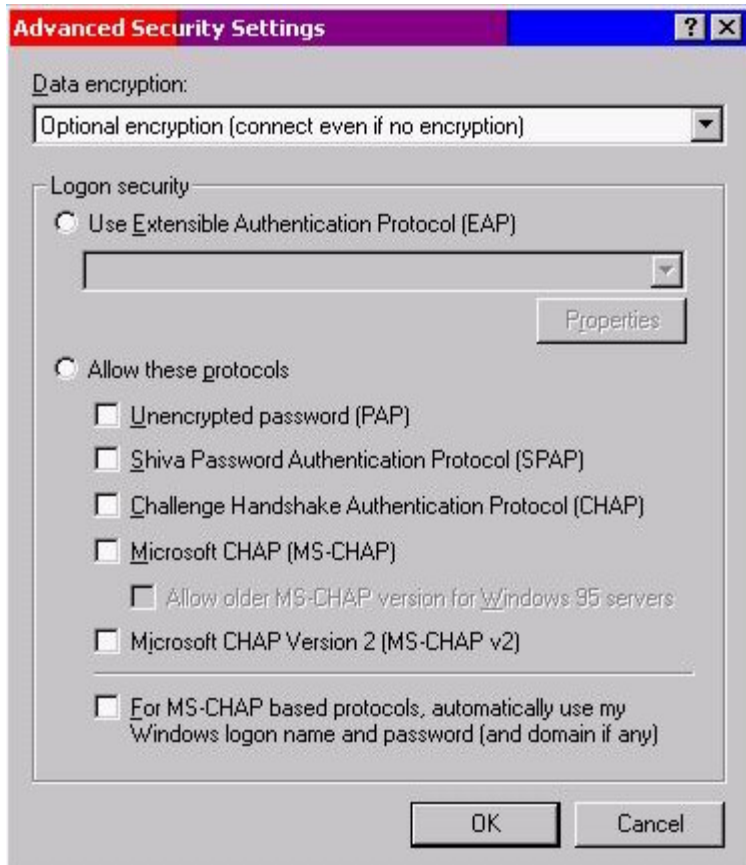 Advanced Security Settings
Data encryption:
Optional encryption (connect even if no encryption)
Logon security
Use Extensible Authentication Protocol (EAP)
Properties
Allow these protocols
Unencrypted password (PAP)
Shiva Password Authentication Protocol (SPAP)
Challenge Handshake Authentication Protocol (CHAP)
Microsoft CHAP (MS-CHAP)
Allow older MS-CHAP version for Windows 95 servers
Microsoft CHAP Version 2 (MS-CHAP v2)
For MS-CHAP based protocols, automatically use my
Windows logon name and password (and domain if any)
OK Cancel